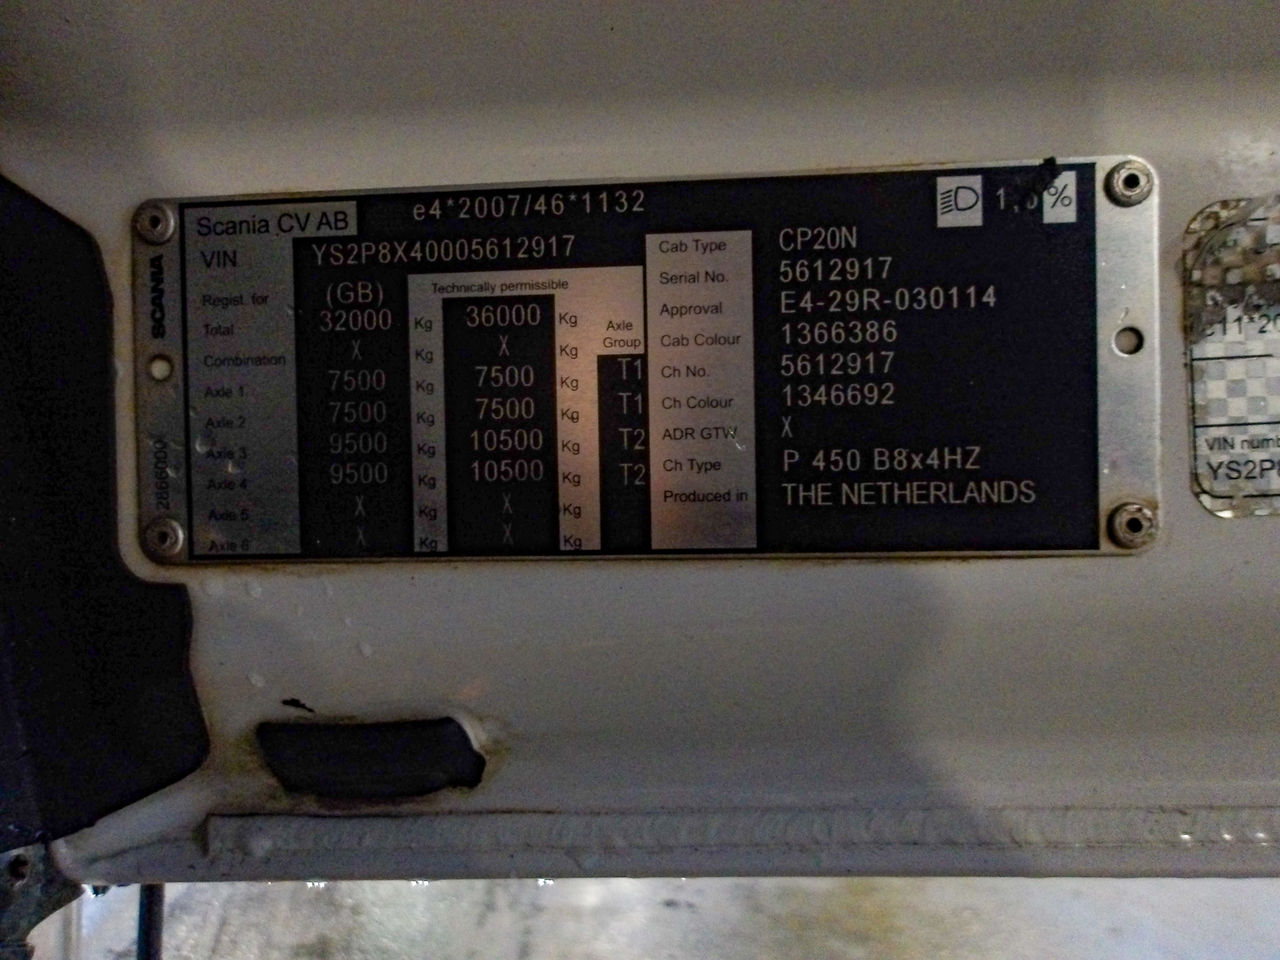 Scania CV AB e4*2007/46*1132 1,0%
VIN YS2P8X40005612917
Regist. for (GB) Technically permissible
Total 32000 Kg 36000 Kg
Combination X Kg X Kg Axle Group
Axle 1 7500 Kg 7500 Kg T1
Axle 2 7500 Kg 7500 Kg T1
Axle 3 9500 Kg 10500 Kg T2
Axle 4 9500 Kg 10500 Kg T2
Axle 5 X Kg X Kg
Axle 6 X Kg X Kg
Cab Type CP20N
Serial No. 5612917
Approval E4-29R-030114
Cab Colour 1366386
Ch No. 5612917
Ch Colour 1346692
ADR GTW X
Ch Type P 450 B8x4HZ
Produced in THE NETHERLANDS
SCANIA
VIN numb
YS2P